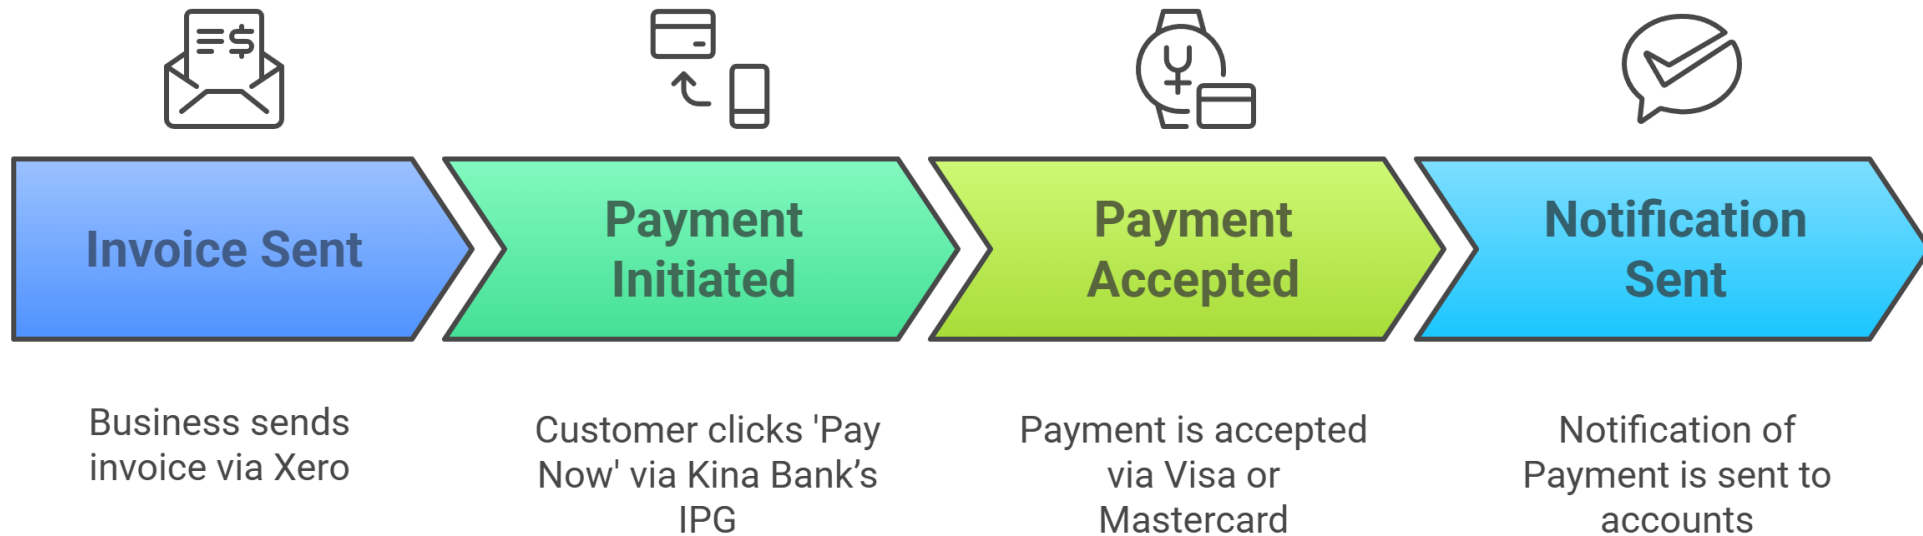 Invoice Sent
Payment
Initiated
Payment
Accepted
Notification
Sent
Business sends
invoice via Xero
Customer clicks 'Pay
Now' via Kina Bank’s
IPG
Payment is accepted
via Visa or
Mastercard
Notification of
Payment is sent to
accounts